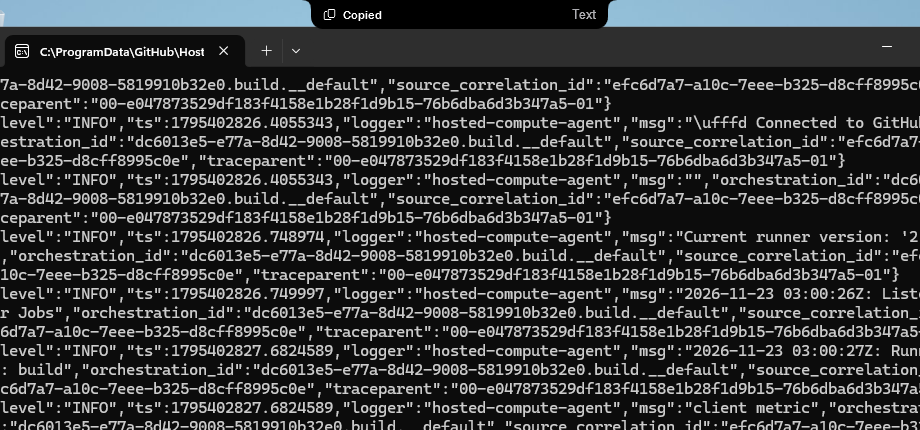 Copied Text
C:\ProgramData\GitHub\Host
7a-8d42-9008-5819910b32e0.build.__default","source_correlation_id":"efc6d7a7-a10c-7eee-b325-d8cff8995c0
ceparent":"00-e047873529df183f4158e1b28f1d9b15-76b6dba6d3b347a5-01"}
level":"INFO","ts":1795402826.4055343,"logger":"hosted-compute-agent","msg":"\ufffd Connected to GitHu
estration_id":"dc6013e5-e77a-8d42-9008-5819910b32e0.build.__default","source_correlation_id":"efc6d7a7-
ee-b325-d8cff8995c0e","traceparent":"00-e047873529df183f4158e1b28f1d9b15-76b6dba6d3b347a5-01"}
level":"INFO","ts":1795402826.4055343,"logger":"hosted-compute-agent","msg":"","orchestration_id":"dc6
7a-8d42-9008-5819910b32e0.build.__default","source_correlation_id":"efc6d7a7-a10c-7eee-b325-d8cff8995c0
ceparent":"00-e047873529df183f4158e1b28f1d9b15-76b6dba6d3b347a5-01"}
level":"INFO","ts":1795402826.748974,"logger":"hosted-compute-agent","msg":"Current runner version: '2
,"orchestration_id":"dc6013e5-e77a-8d42-9008-5819910b32e0.build.__default","source_correlation_id":"ef
10c-7eee-b325-d8cff8995c0e","traceparent":"00-e047873529df183f4158e1b28f1d9b15-76b6dba6d3b347a5-01"}
level":"INFO","ts":1795402826.749997,"logger":"hosted-compute-agent","msg":"2026-11-23 03:00:26Z: List
r Jobs","orchestration_id":"dc6013e5-e77a-8d42-9008-5819910b32e0.build.__default","source_correlation_
6d7a7-a10c-7eee-b325-d8cff8995c0e","traceparent":"00-e047873529df183f4158e1b28f1d9b15-76b6dba6d3b347a5-
level":"INFO","ts":1795402827.6824589,"logger":"hosted-compute-agent","msg":"2026-11-23 03:00:27Z: Run
: build","orchestration_id":"dc6013e5-e77a-8d42-9008-5819910b32e0.build.__default","source_correlation
c6d7a7-a10c-7eee-b325-d8cff8995c0e","traceparent":"00-e047873529df183f4158e1b28f1d9b15-76b6dba6d3b347a5
level":"INFO","ts":1795402827.6824589,"logger":"hosted-compute-agent","msg":"client metric","orchestra
:"dc6013e5-e77a-8d42-9008-5819910b32e0.build.__default","source_correlation_id":"efc6d7a7-a10c-7eee-b3